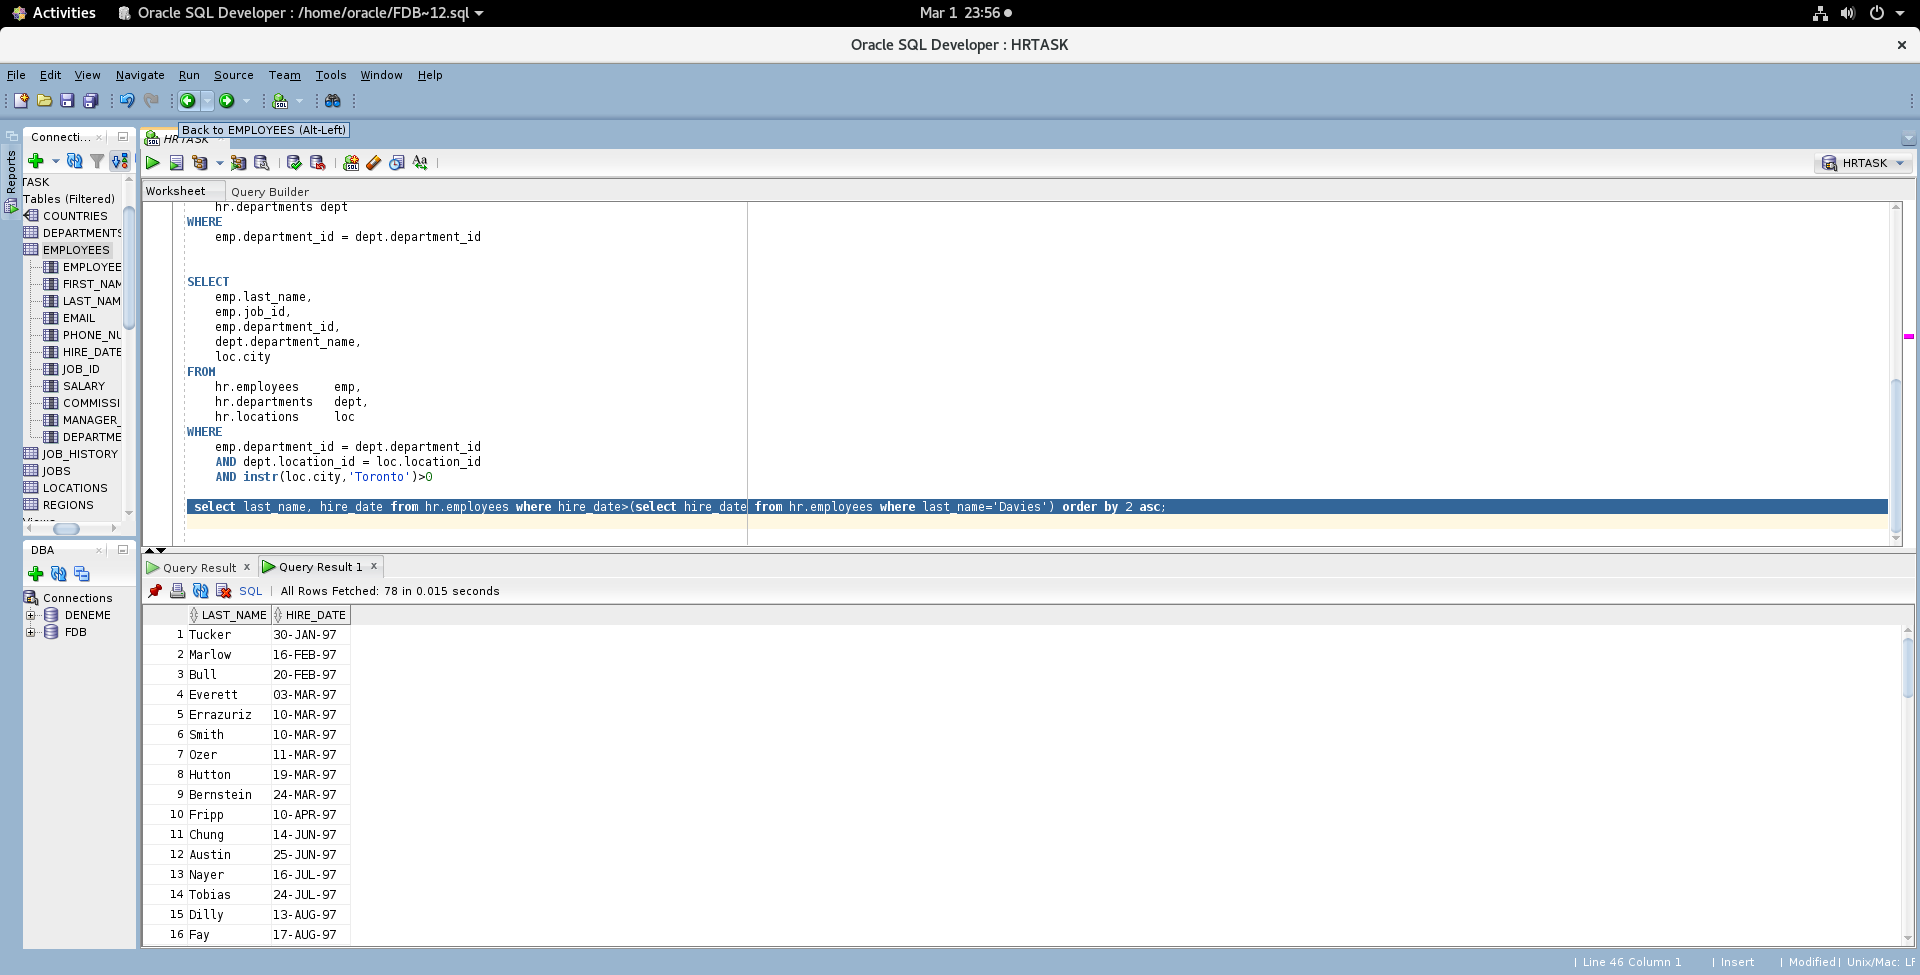 Activities Oracle SQL Developer : /home/oracle/FDB~12.sql Mar 1 23:56
Oracle SQL Developer : HRTASK ×
File Edit View Navigate Run Source Team Tools Window Help
Back to EMPLOYEES (Alt-Left)
Reports
Connecti...
TASK
Tables (Filtered)
COUNTRIES
DEPARTMENTS
EMPLOYEES
EMPLOYEE
FIRST_NAM
LAST_NAM
EMAIL
PHONE_NU
HIRE_DATE
JOB_ID
SALARY
COMMISSI
MANAGER_
DEPARTME
JOB_HISTORY
JOBS
LOCATIONS
REGIONS
Views
DBA
Connections
DENEME
FDB
HRTASK
HRTASK
Worksheet Query Builder
hr.departments dept
WHERE
emp.department_id = dept.department_id
SELECT
emp.last_name,
emp.job_id,
emp.department_id,
dept.department_name,
loc.city
FROM
hr.employees emp,
hr.departments dept,
hr.locations loc
WHERE
emp.department_id = dept.department_id
AND dept.location_id = loc.location_id
AND instr(loc.city,'Toronto')>0
select last_name, hire_date from hr.employees where hire_date>(select hire_date from hr.employees where last_name='Davies') order by 2 asc;
Query Result x Query Result 1 x
SQL | All Rows Fetched: 78 in 0.015 seconds
LAST_NAME HIRE_DATE
1 Tucker 30-JAN-97
2 Marlow 16-FEB-97
3 Bull 20-FEB-97
4 Everett 03-MAR-97
5 Errazuriz 10-MAR-97
6 Smith 10-MAR-97
7 Ozer 11-MAR-97
8 Hutton 19-MAR-97
9 Bernstein 24-MAR-97
10 Fripp 10-APR-97
11 Chung 14-JUN-97
12 Austin 25-JUN-97
13 Nayer 16-JUL-97
14 Tobias 24-JUL-97
15 Dilly 13-AUG-97
16 Fay 17-AUG-97
| Line 46 Column 1 | Insert | Modified | Unix/Mac: LF